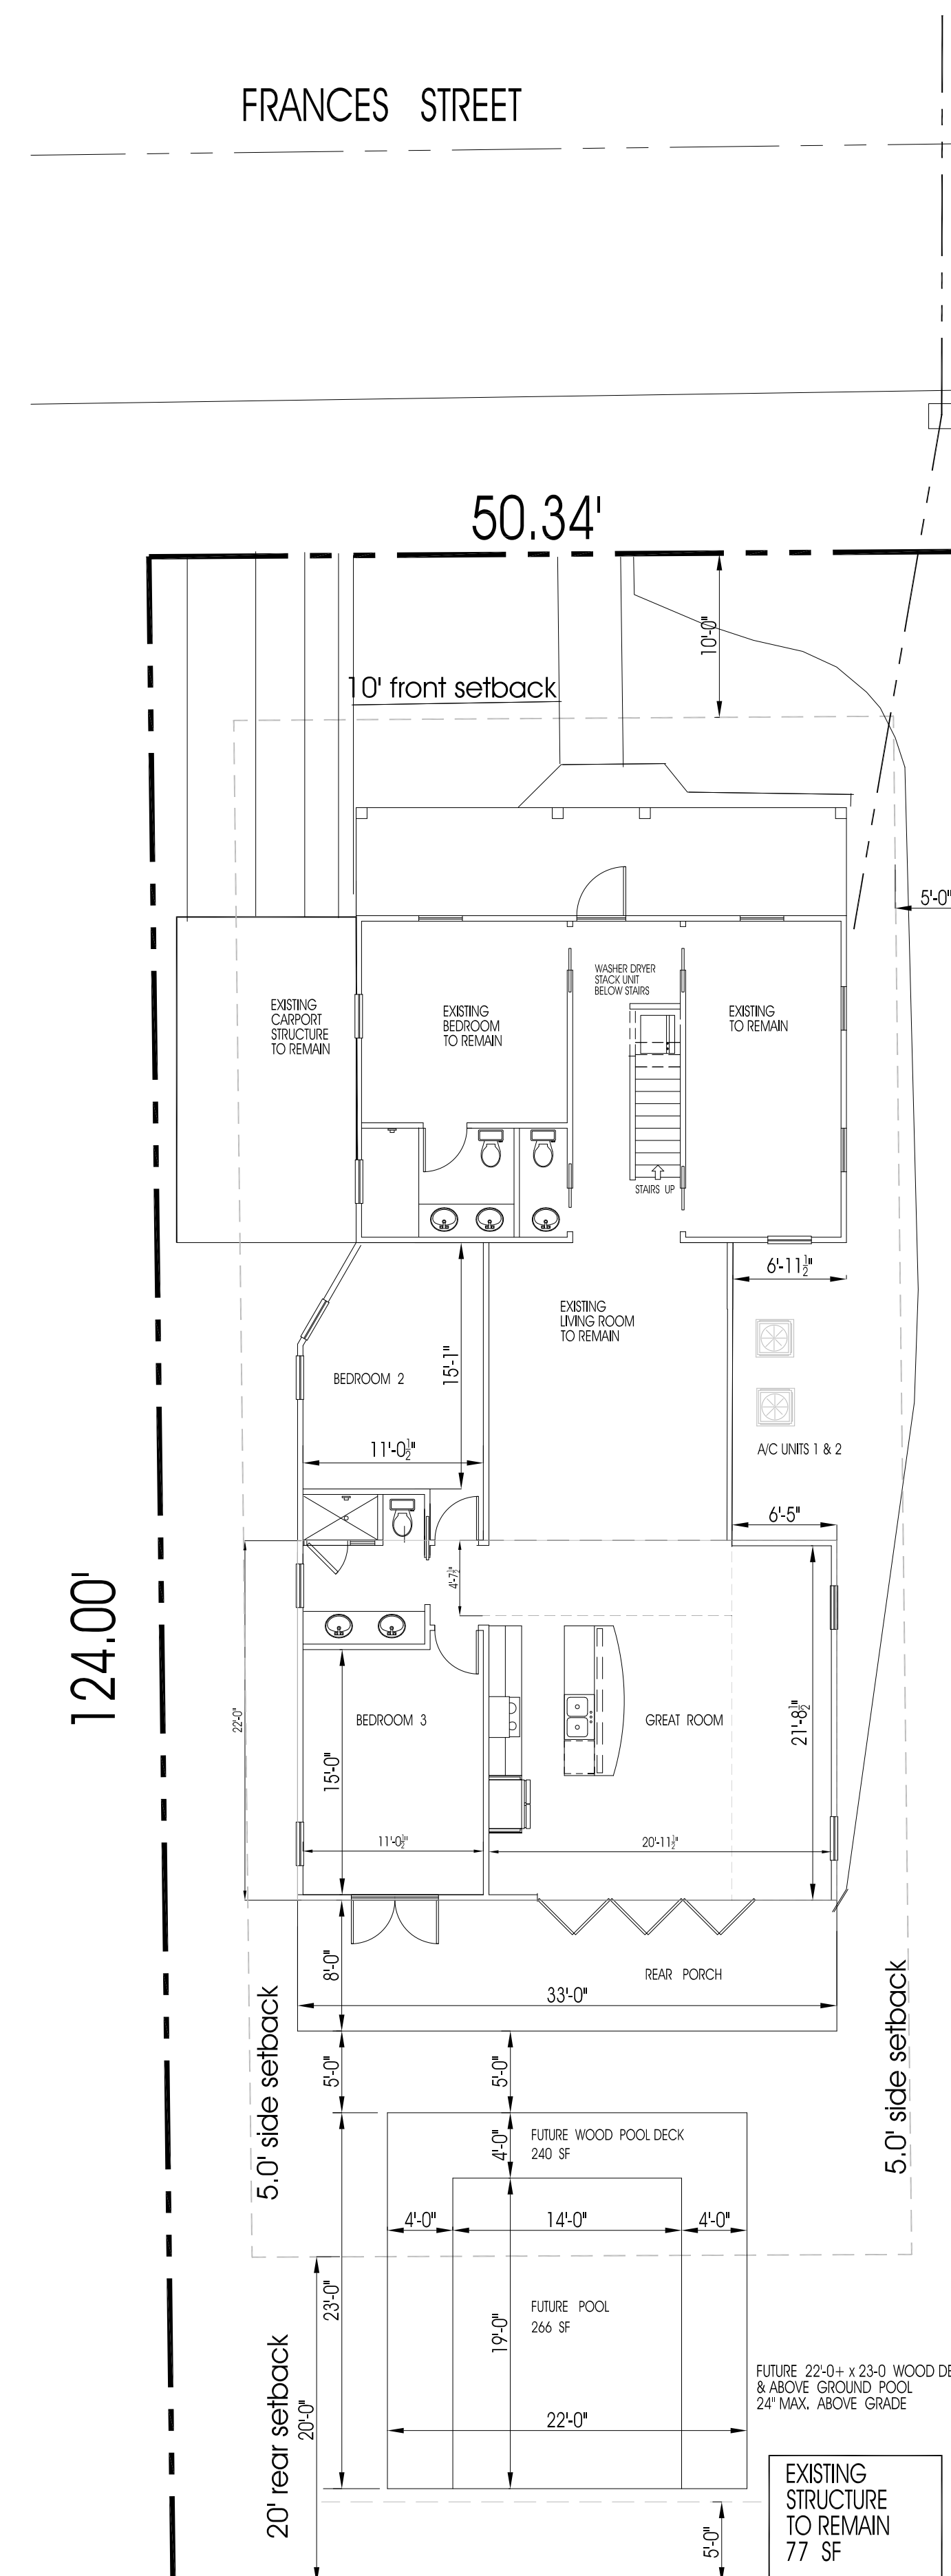 FRANCES STREET
50.34'
10'-0"
10' front setback
5'-0"
WASHER DRYER
STACK UNIT
BELOW STAIRS
EXISTING
CARPORT
STRUCTURE
TO REMAIN
EXISTING
BEDROOM
TO REMAIN
EXISTING
TO REMAIN
STAIRS UP
6'-11½"
EXISTING
LIVING ROOM
TO REMAIN
BEDROOM 2
15'-1"
11'-0½"
A/C UNITS 1 & 2
6'-5"
4'-7½"
124.00'
22'-0"
BEDROOM 3
GREAT ROOM
21'-8½"
15'-0"
11'-0½"
20'-11½"
8'-0"
REAR PORCH
33'-0"
5.0' side setback
5.0' side setback
5'-0"
5'-0"
4'-0"
FUTURE WOOD POOL DECK
240 SF
4'-0"
14'-0"
4'-0"
23'-0"
19'-0"
FUTURE POOL
266 SF
20' rear setback
20'-0"
22'-0"
FUTURE 22'-0+ x 23-0 WOOD DE
& ABOVE GROUND POOL
24" MAX. ABOVE GRADE
EXISTING
STRUCTURE
TO REMAIN
77 SF
5'-0"